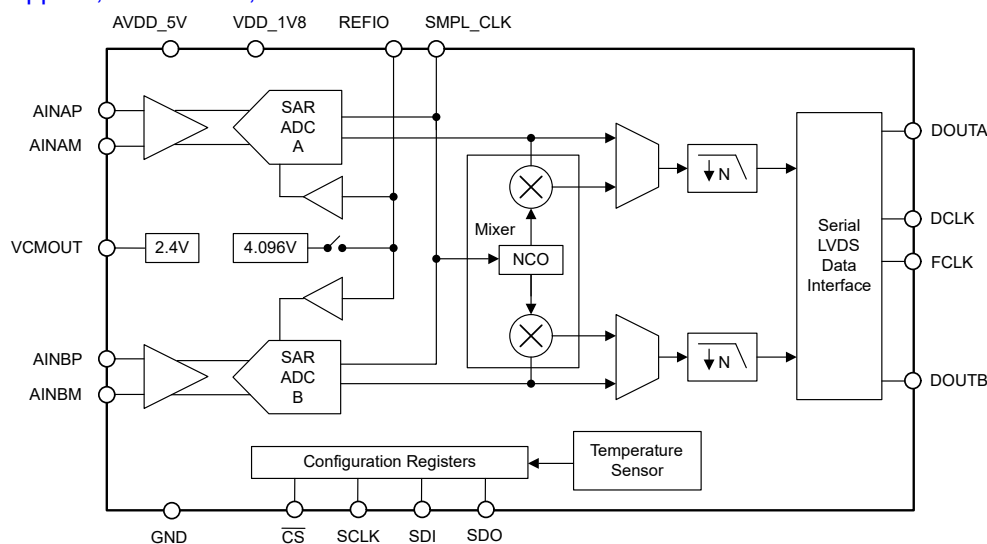 AVDD_5V
VDD_1V8
REFIO
SMPL_CLK
AINAP
AINAM
SAR
ADC
A
DOUTA
↓N
Mixer
Serial
LVDS
Data
Interface
DCLK
VCMOUT
2.4V
4.096V
NCO
FCLK
AINBP
AINBM
SAR
ADC
B
↓N
DOUTB
Configuration Registers
Temperature
Sensor
GND
CS
SCLK
SDI
SDO